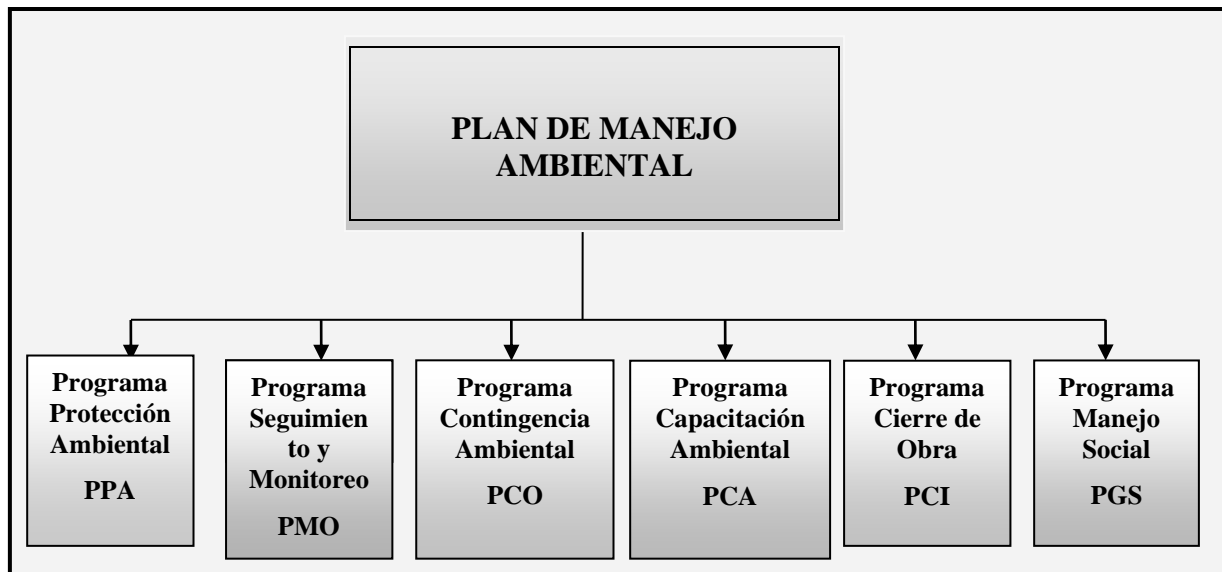 PLAN DE MANEJO
AMBIENTAL
Programa
Protección
Ambiental
PPA
Programa
Seguimien
to y
Monitoreo
PMO
Programa
Contingencia
Ambiental
PCO
Programa
Capacitación
Ambiental
PCA
Programa
Cierre de
Obra
PCI
Programa
Manejo
Social
PGS